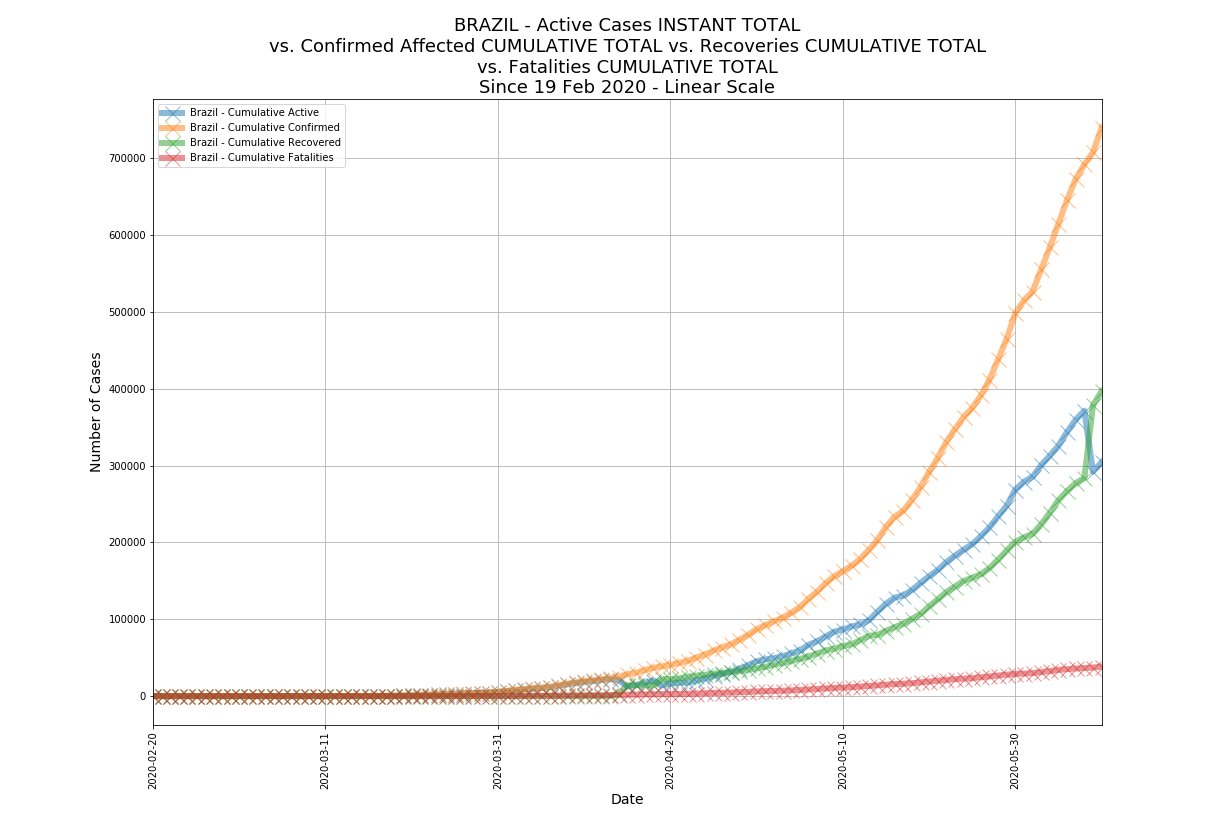 BRAZIL - Active Cases INSTANT TOTAL
vs. Confirmed Affected CUMULATIVE TOTAL vs. Recoveries CUMULATIVE TOTAL
vs. Fatalities CUMULATIVE TOTAL
Since 19 Feb 2020 - Linear Scale
Brazil - Cumulative Active
Brazil - Cumulative Confirmed
Brazil - Cumulative Recovered
Brazil - Cumulative Fatalities
700000
600000
500000
400000
300000
200000
100000
0
Number of Cases
2020-02-20
2020-03-11
2020-03-31
2020-04-20
2020-05-10
2020-05-30
Date